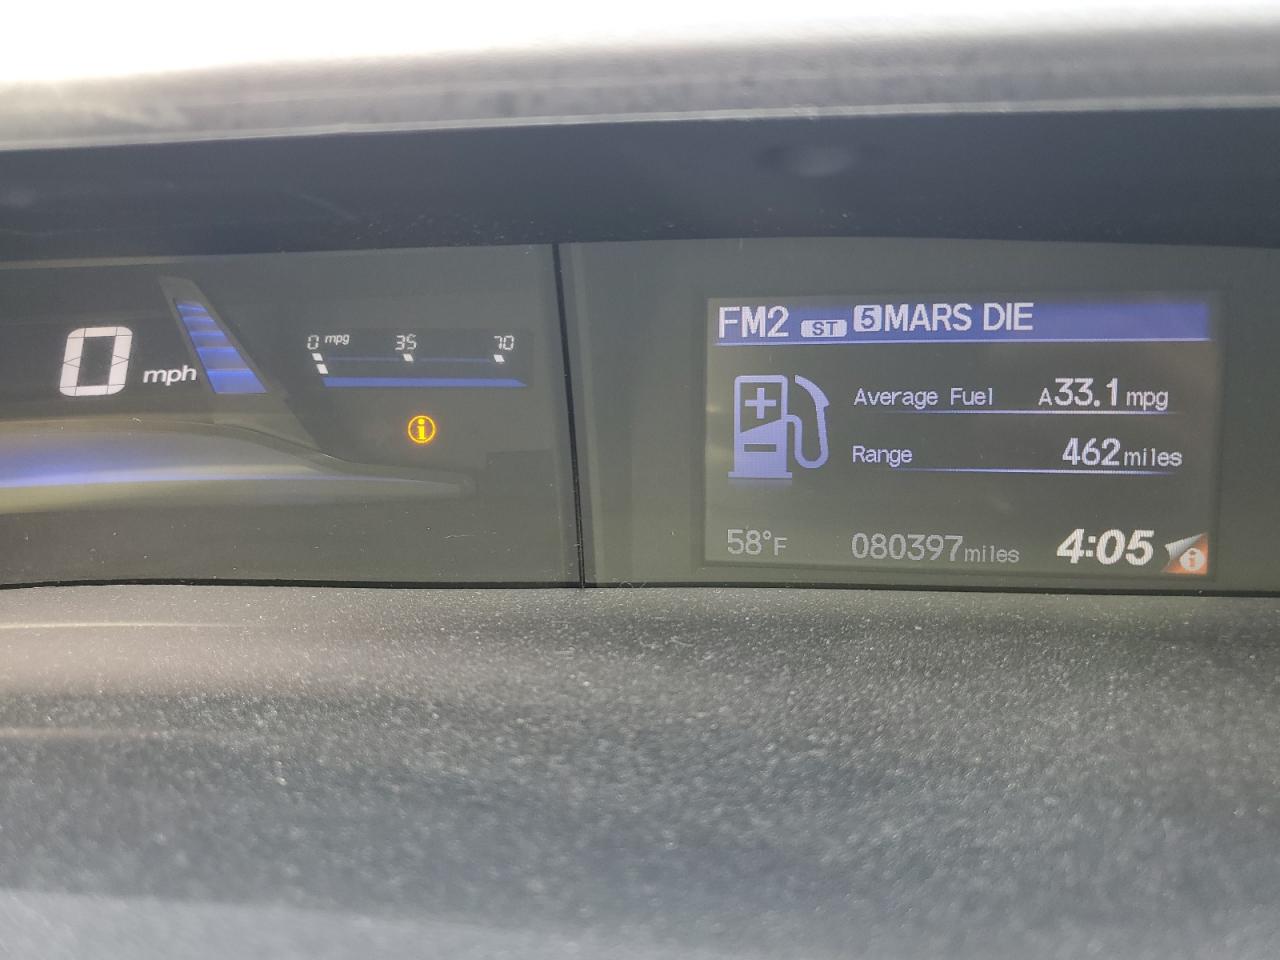 0 mph
0 mpg 35 70
i
FM2 ST 5 MARS DIE
Average Fuel A33.1 mpg
Range 462 miles
58°F 080397 miles 4:05 i